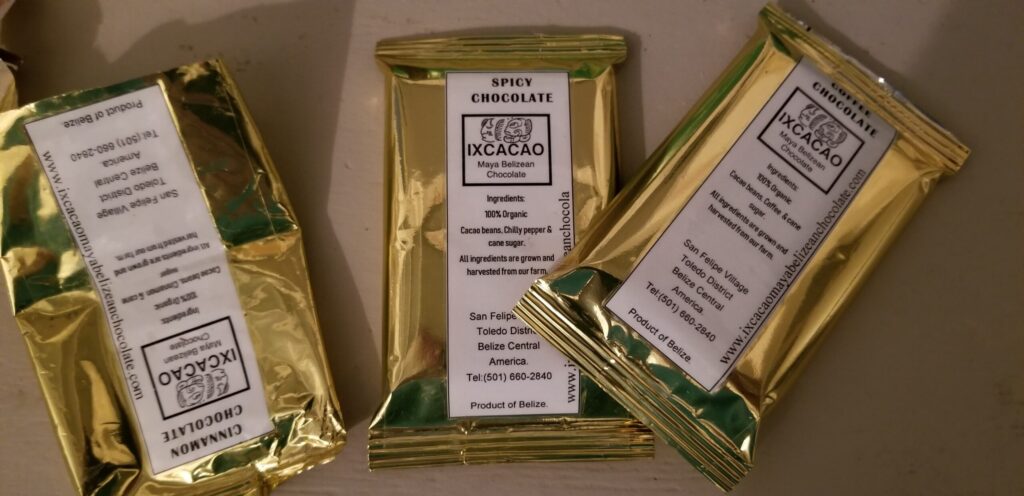 CINNAMON
CHOCOLATE
IXCACAO
Maya Belizean
Chocolate
Ingredients:
100% Organic
Cacao beans, Cinnamon & cane
sugar.
All ingredients are grown and
harvested from our farm.
San Felipe Village
Toledo District
Belize Central
America.
Tel:(501) 660-2840
Product of Belize.
www.ixcacaomayabelizeanchocolate.com
SPICY
CHOCOLATE
IXCACAO
Maya Belizean
Chocolate
Ingredients:
100% Organic
Cacao beans, Chilly pepper &
cane sugar.
All ingredients are grown and
harvested from our farm.
San Felipe
Toledo Distri
Belize Central
America.
Tel:(501) 660-2840
Product of Belize.
COFFEE
CHOCOLATE
IXCACAO
Maya Belizean
Chocolate
Ingredients:
100% Organic
Cacao beans, Coffee & cane
sugar.
All ingredients are grown and
harvested from our farm.
San Felipe Village
Toledo District
Belize Central
America.
Tel:(501) 660-2840
Product of Belize.
www.ixcacaomayabelizeanchocolate.com